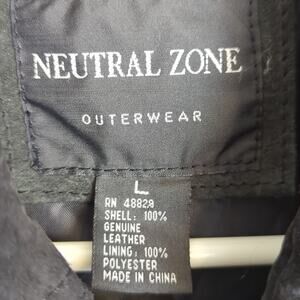 NEUTRAL ZONE
OUTERWEAR
L
RN 48828
SHELL: 100%
GENUINE
LEATHER
LINING: 100%
POLYESTER
MADE IN CHINA